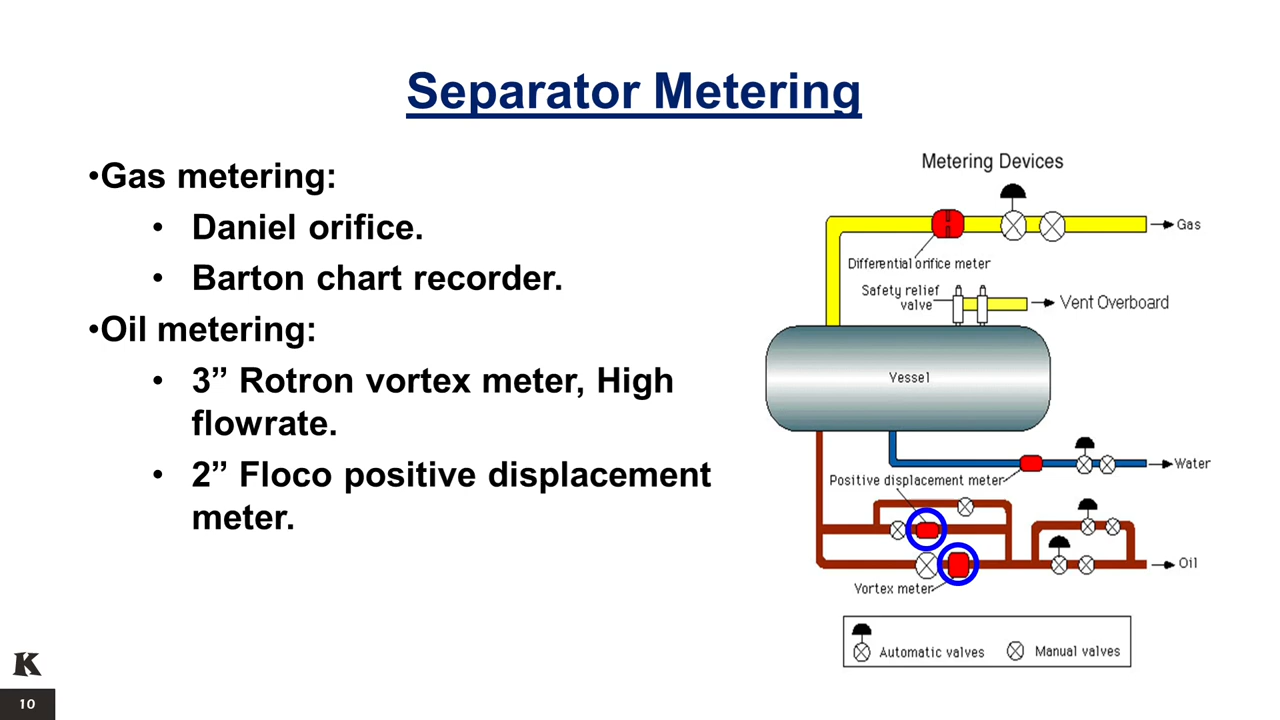 Separator Metering
•Gas metering:
• Daniel orifice.
• Barton chart recorder.
•Oil metering:
• 3” Rotron vortex meter, High
flowrate.
• 2” Floco positive displacement
meter.
Metering Devices
Gas
Differential orifice meter
Safety relief
valve
Vent Overboard
Vessel
Water
Positive displacement meter
Oil
Vortex meter
Automatic valves
Manual valves
K
10